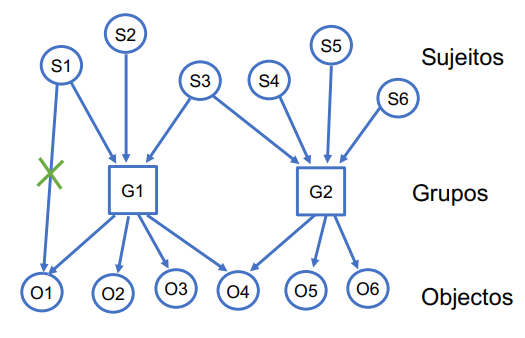 S2
S5
Sujeitos
S1
S3
S4
S6
G1
G2
Grupos
O1
O2
O3
O4
O5
O6
Objectos